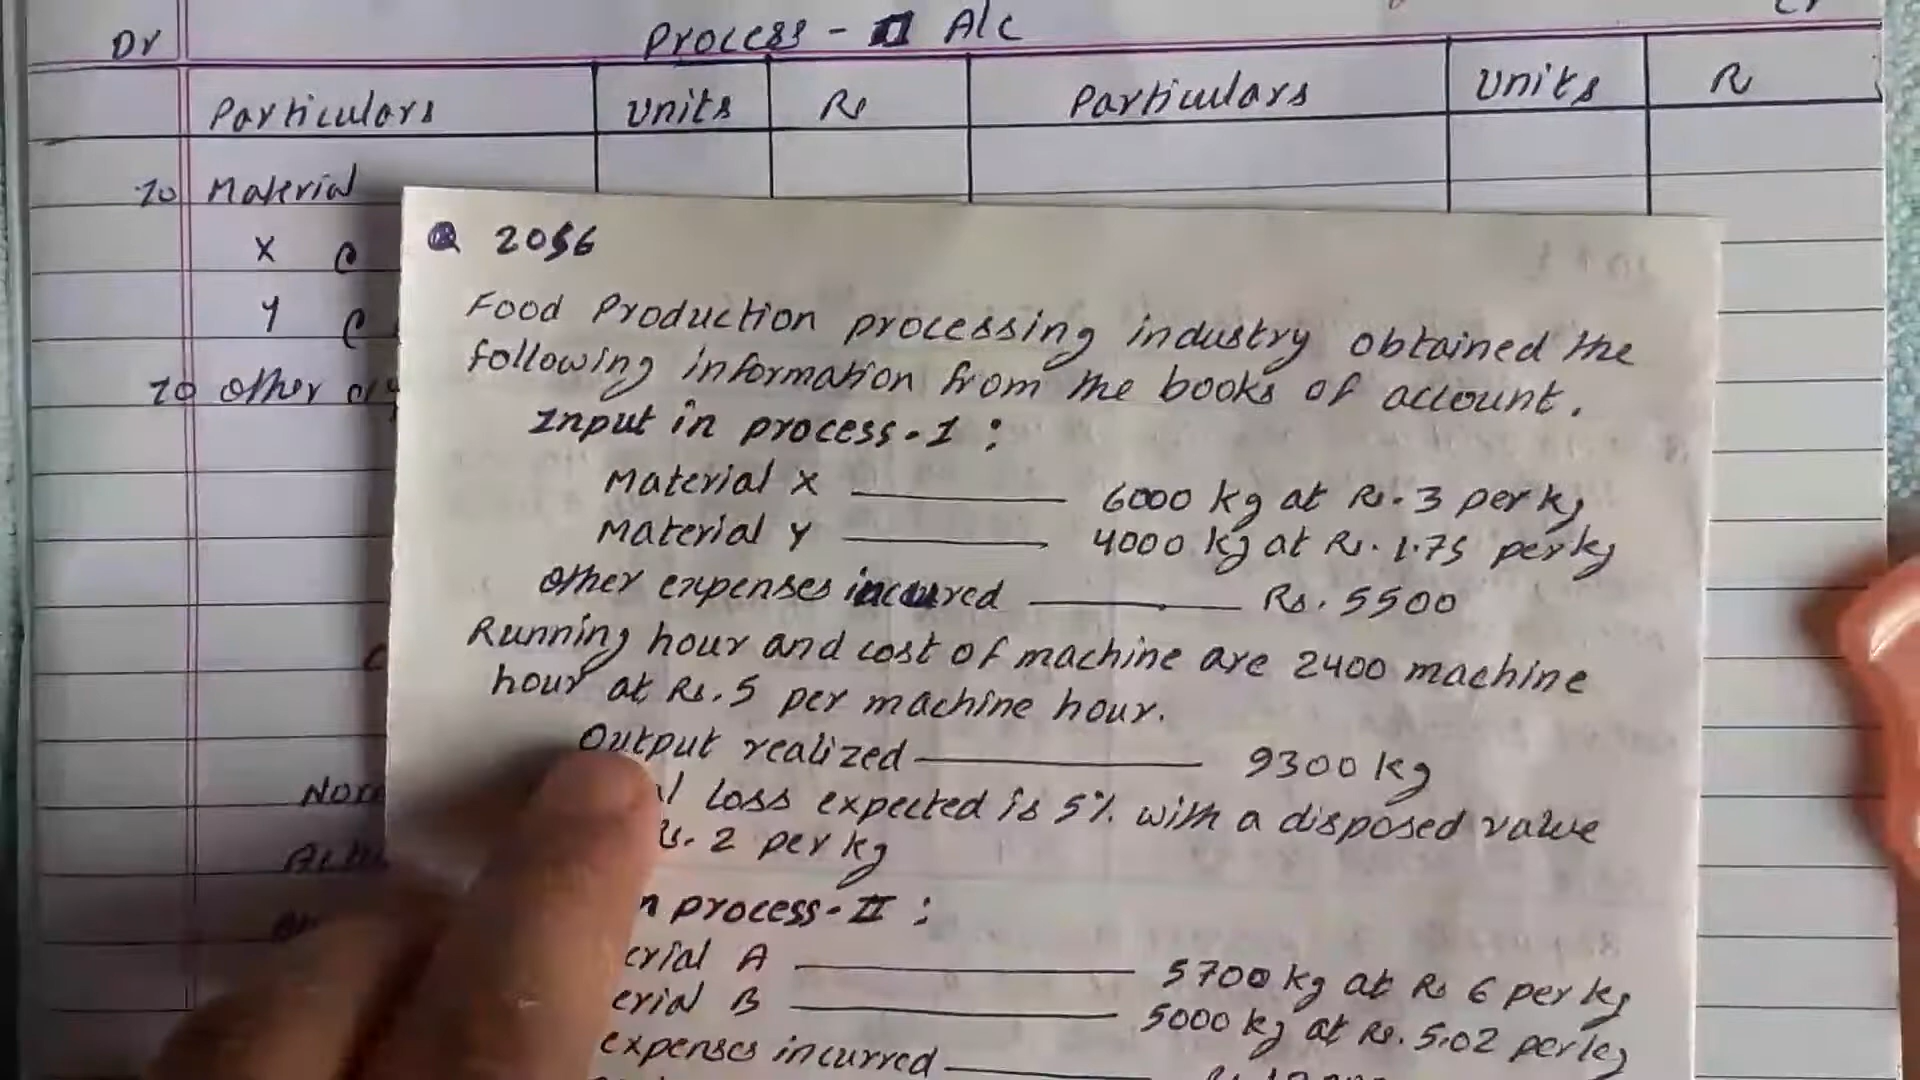 Dr Process - II A/c Cr
Particulars Units Rs Particulars Units R
To Material
X @
Y @
To other
Q 2056
Food Production processing industry obtained the
following information from the books of account.
Input in process-I :
Material X 6000 kg at Rs. 3 per kg
Material Y 4000 kg at Rs. 1.75 per kg
other expenses incurred Rs. 5500
Running hour and cost of machine are 2400 machine
hour at Rs. 5 per machine hour.
Output realized 9300 kg
al loss expected is 5% with a disposed value
Rs. 2 per kg
n process-II :
erial A 5700 kg at Rs 6 per kg
erial B 5000 kg at Rs. 5.02 per kg
expenses incurred
Nor